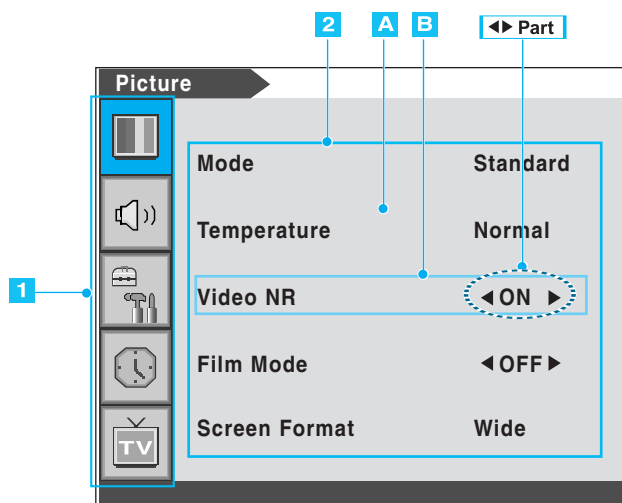 2 A B ◀▶ Part
Picture
Mode Standard
Temperature Normal
1
Video NR ◀ ON ▶
Film Mode ◀ OFF ▶
Screen Format Wide
TV